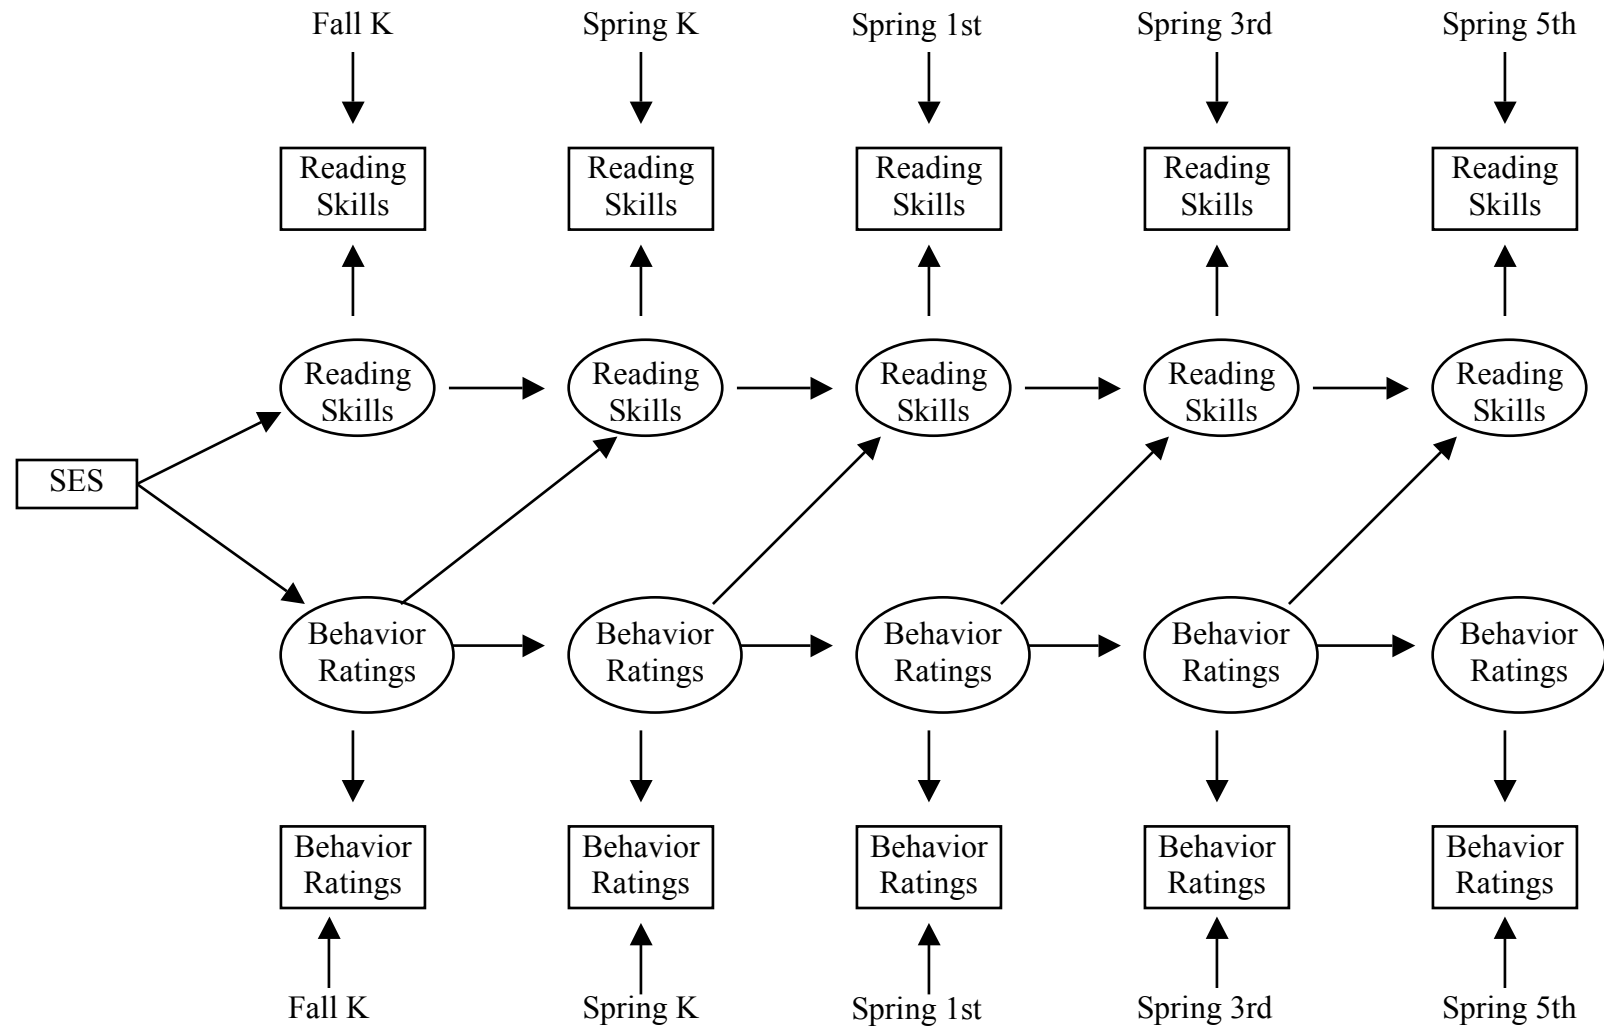 Fall K
Spring K
Spring 1st
Spring 3rd
Spring 5th
Reading
Skills
Reading
Skills
Reading
Skills
Reading
Skills
Reading
Skills
Reading
Skills
Reading
Skills
Reading
Skills
Reading
Skills
Reading
Skills
SES
Behavior
Ratings
Behavior
Ratings
Behavior
Ratings
Behavior
Ratings
Behavior
Ratings
Behavior
Ratings
Behavior
Ratings
Behavior
Ratings
Behavior
Ratings
Behavior
Ratings
Fall K
Spring K
Spring 1st
Spring 3rd
Spring 5th